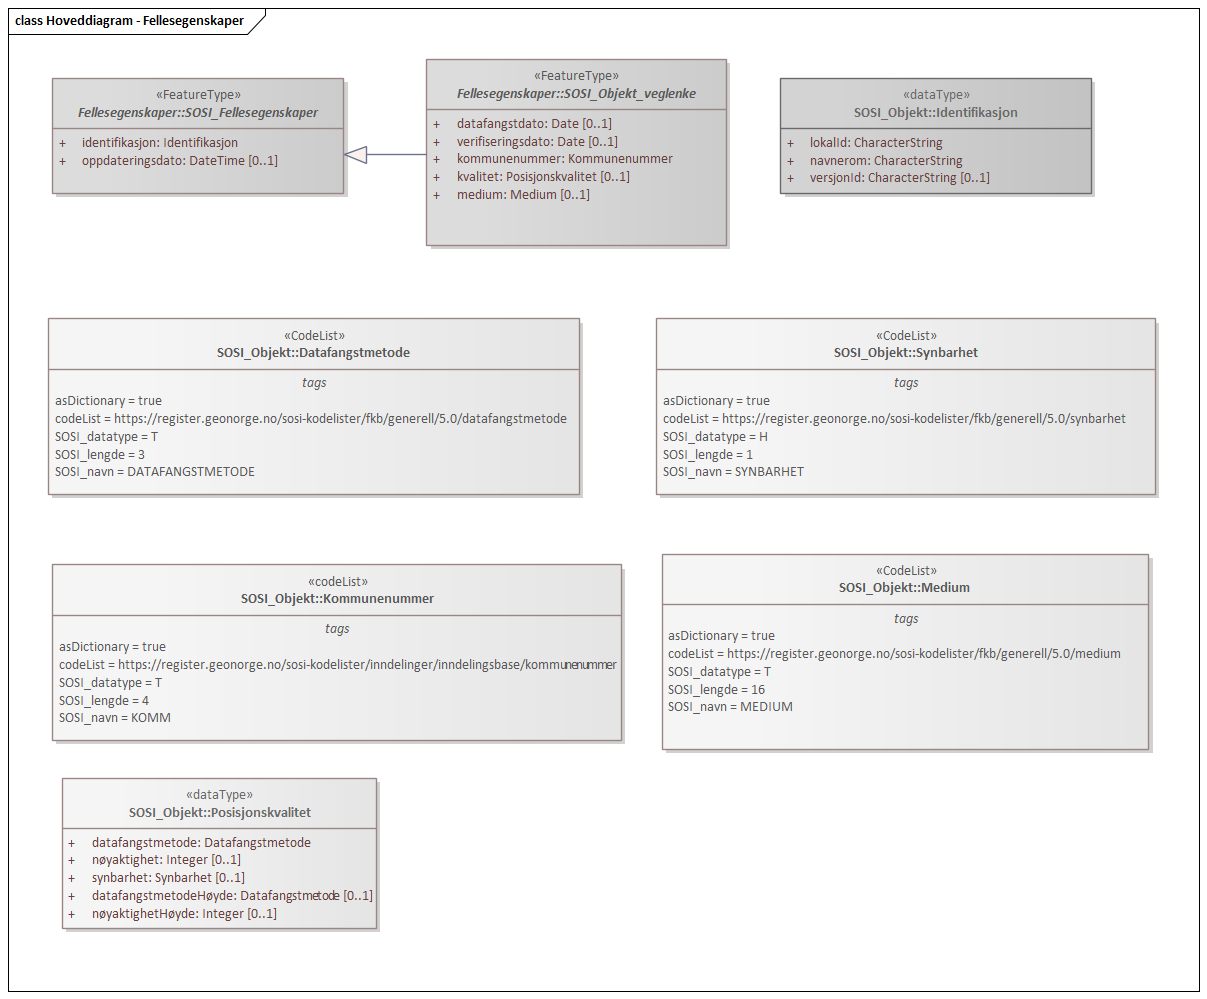 class Hoveddiagram - Fellesegenskaper
«FeatureType»
Fellesegenskaper::SOSI_Fellesegenskaper
+ identifikasjon: Identifikasjon
+ oppdateringsdato: DateTime [0..1]
«FeatureType»
Fellesegenskaper::SOSI_Objekt_veglenke
+ datafangstdato: Date [0..1]
+ verifiseringsdato: Date [0..1]
+ kommunenummer: Kommunenummer
+ kvalitet: Posisjonskvalitet [0..1]
+ medium: Medium [0..1]
«dataType»
SOSI_Objekt::Identifikasjon
+ lokalId: CharacterString
+ navnerom: CharacterString
+ versjonId: CharacterString [0..1]
«CodeList»
SOSI_Objekt::Datafangstmetode
tags
asDictionary = true
codeList = https://register.geonorge.no/sosi-kodelister/fkb/generell/5.0/datafangstmetode
SOSI_datatype = T
SOSI_lengde = 3
SOSI_navn = DATAFANGSTMETODE
«CodeList»
SOSI_Objekt::Synbarhet
tags
asDictionary = true
codeList = https://register.geonorge.no/sosi-kodelister/fkb/generell/5.0/synbarhet
SOSI_datatype = H
SOSI_lengde = 1
SOSI_navn = SYNBARHET
«codeList»
SOSI_Objekt::Kommunenummer
tags
asDictionary = true
codeList = https://register.geonorge.no/sosi-kodelister/inndelinger/inndelingsbase/kommunenummer
SOSI_datatype = T
SOSI_lengde = 4
SOSI_navn = KOMM
«CodeList»
SOSI_Objekt::Medium
tags
asDictionary = true
codeList = https://register.geonorge.no/sosi-kodelister/fkb/generell/5.0/medium
SOSI_datatype = T
SOSI_lengde = 16
SOSI_navn = MEDIUM
«dataType»
SOSI_Objekt::Posisjonskvalitet
+ datafangstmetode: Datafangstmetode
+ nøyaktighet: Integer [0..1]
+ synbarhet: Synbarhet [0..1]
+ datafangstmetodeHøyde: Datafangstmetode [0..1]
+ nøyaktighetHøyde: Integer [0..1]